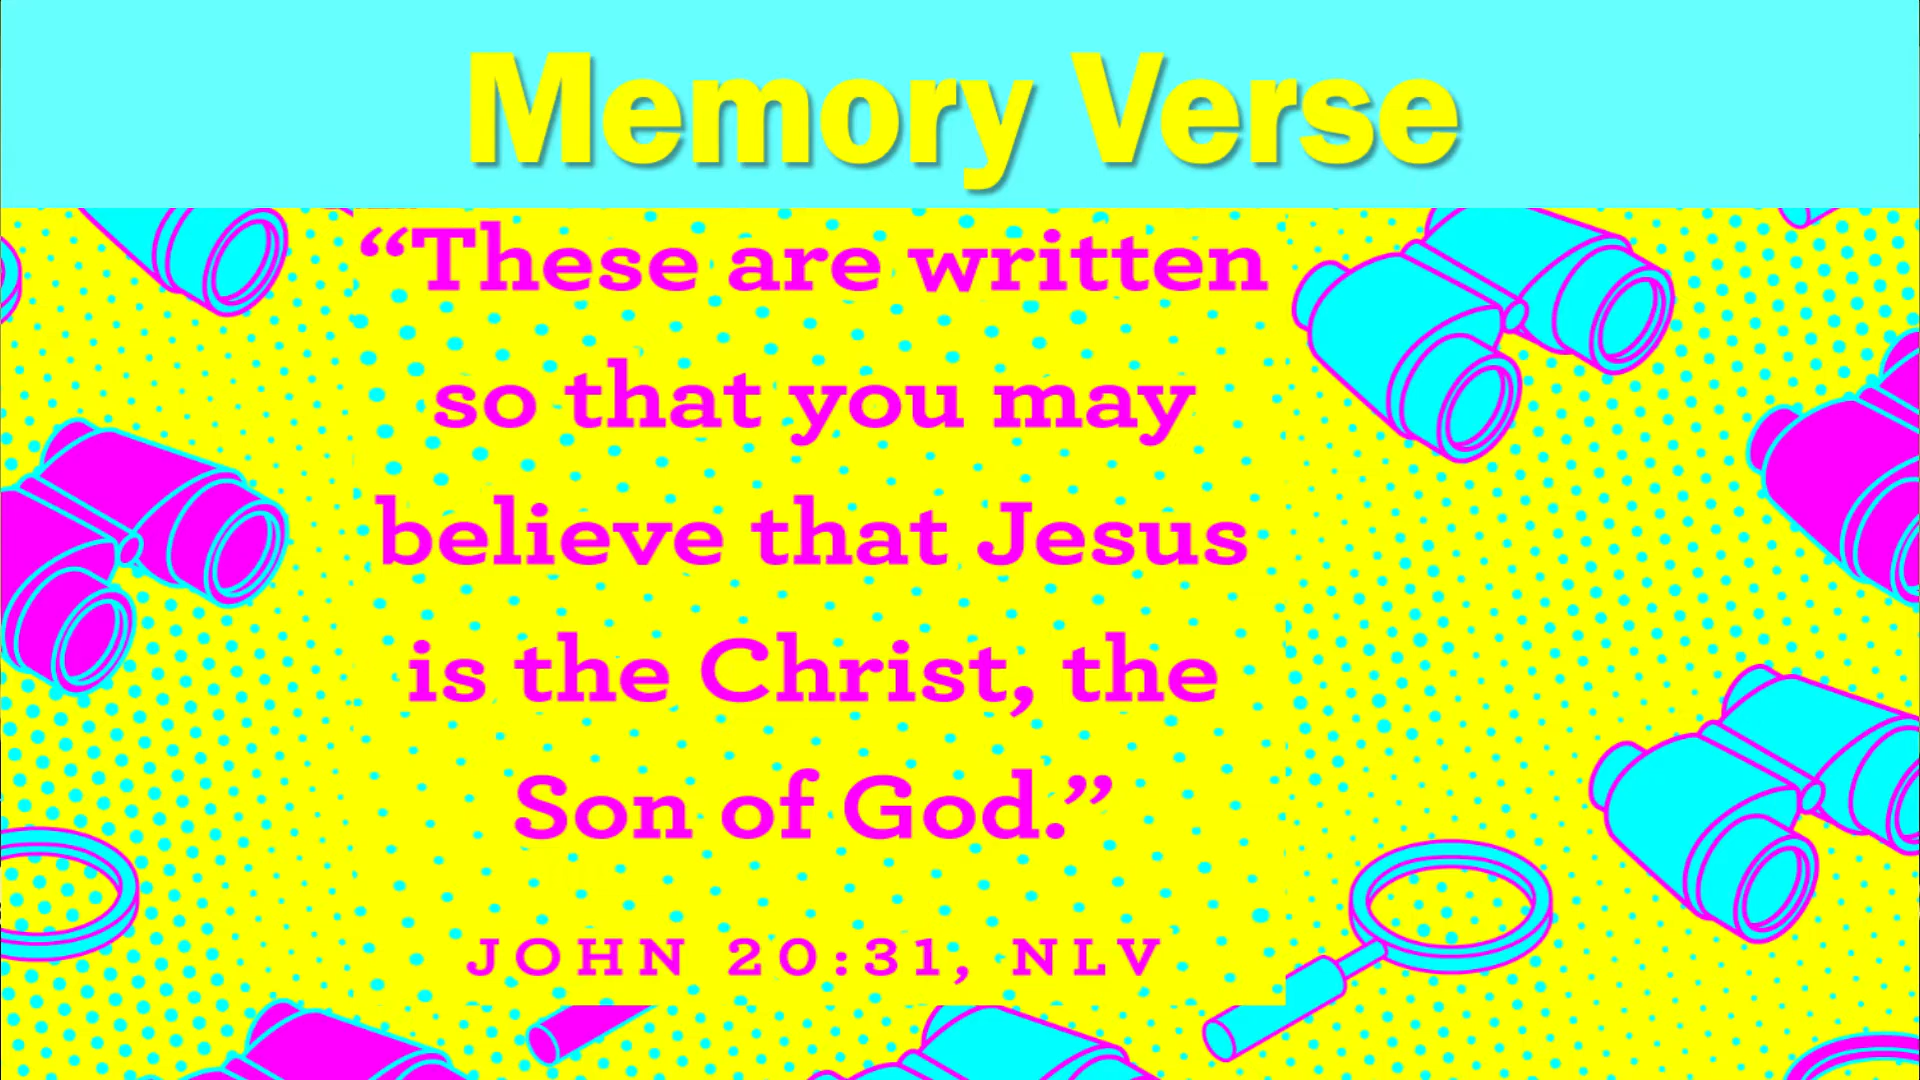 Memory Verse
“These are written
so that you may
believe that Jesus
is the Christ, the
Son of God.”
JOHN 20:31, NLV